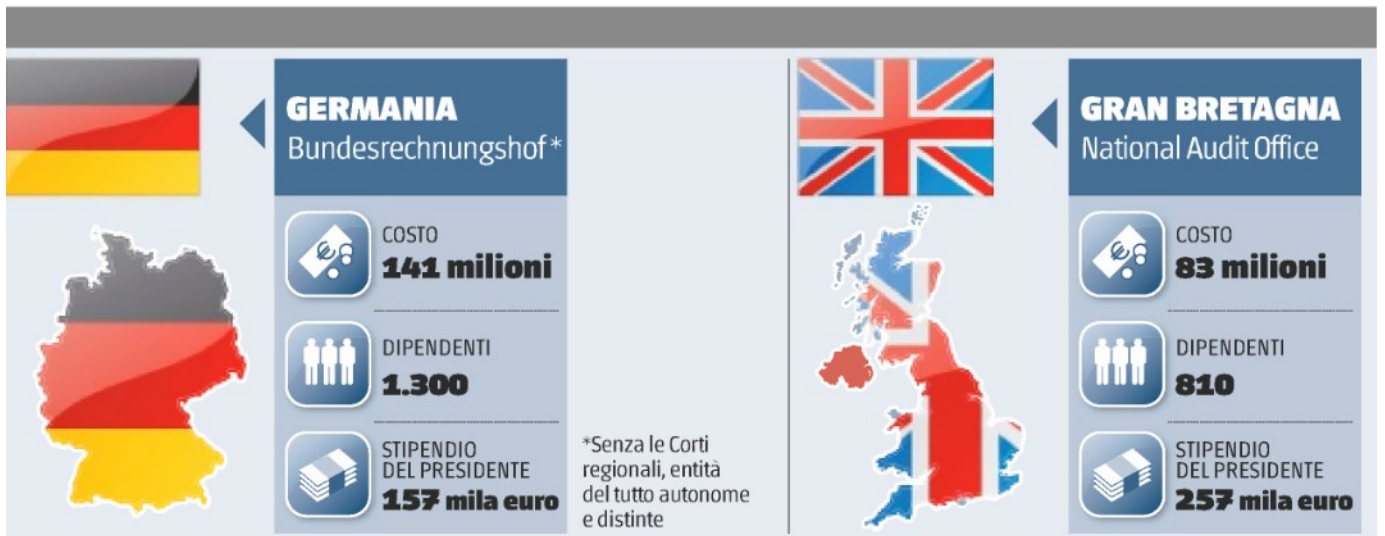 GERMANIA
Bundesrechnungshof*
COSTO
141 milioni
DIPENDENTI
1.300
STIPENDIO
DEL PRESIDENTE
157 mila euro
*Senza le Corti
regionali, entità
del tutto autonome
e distinte
GRAN BRETAGNA
National Audit Office
COSTO
83 milioni
DIPENDENTI
810
STIPENDIO
DEL PRESIDENTE
257 mila euro